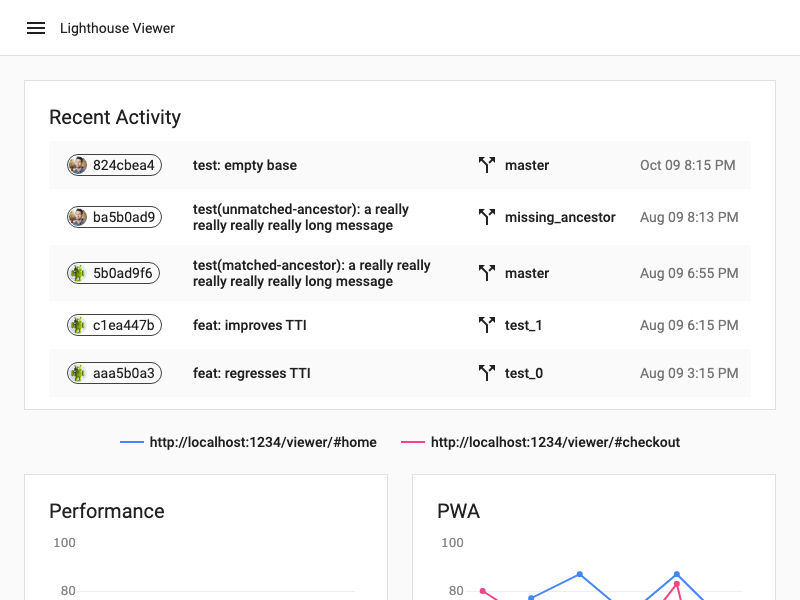 Lighthouse Viewer
Recent Activity
824cbea4 test: empty base master Oct 09 8:15 PM
ba5b0ad9 test(unmatched-ancestor): a really really really really long message missing_ancestor Aug 09 8:13 PM
5b0ad9f6 test(matched-ancestor): a really really really really really long message master Aug 09 6:55 PM
c1ea447b feat: improves TTI test_1 Aug 09 6:15 PM
aaa5b0a3 feat: regresses TTI test_0 Aug 09 3:15 PM
http://localhost:1234/viewer/#home http://localhost:1234/viewer/#checkout
Performance
100
80
PWA
100
80